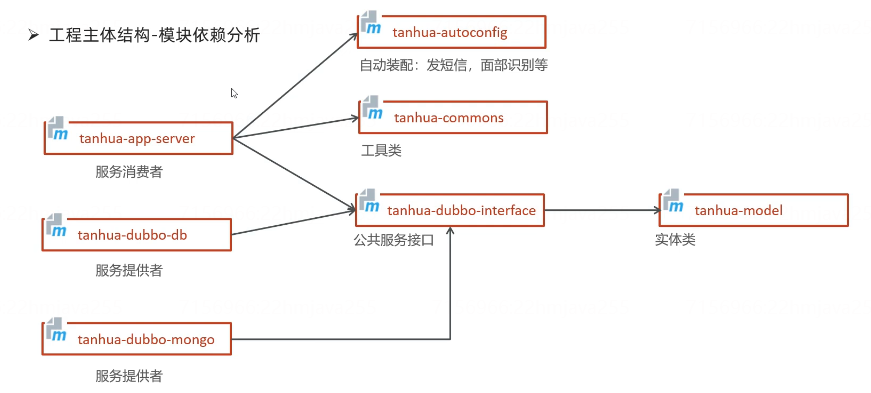 ➢ 工程主体结构-模块依赖分析
m tanhua-autoconfig
自动装配：发短信，面部识别等
m tanhua-commons
工具类
m tanhua-app-server
服务消费者
m tanhua-dubbo-interface
公共服务接口
m tanhua-model
实体类
m tanhua-dubbo-db
服务提供者
m tanhua-dubbo-mongo
服务提供者